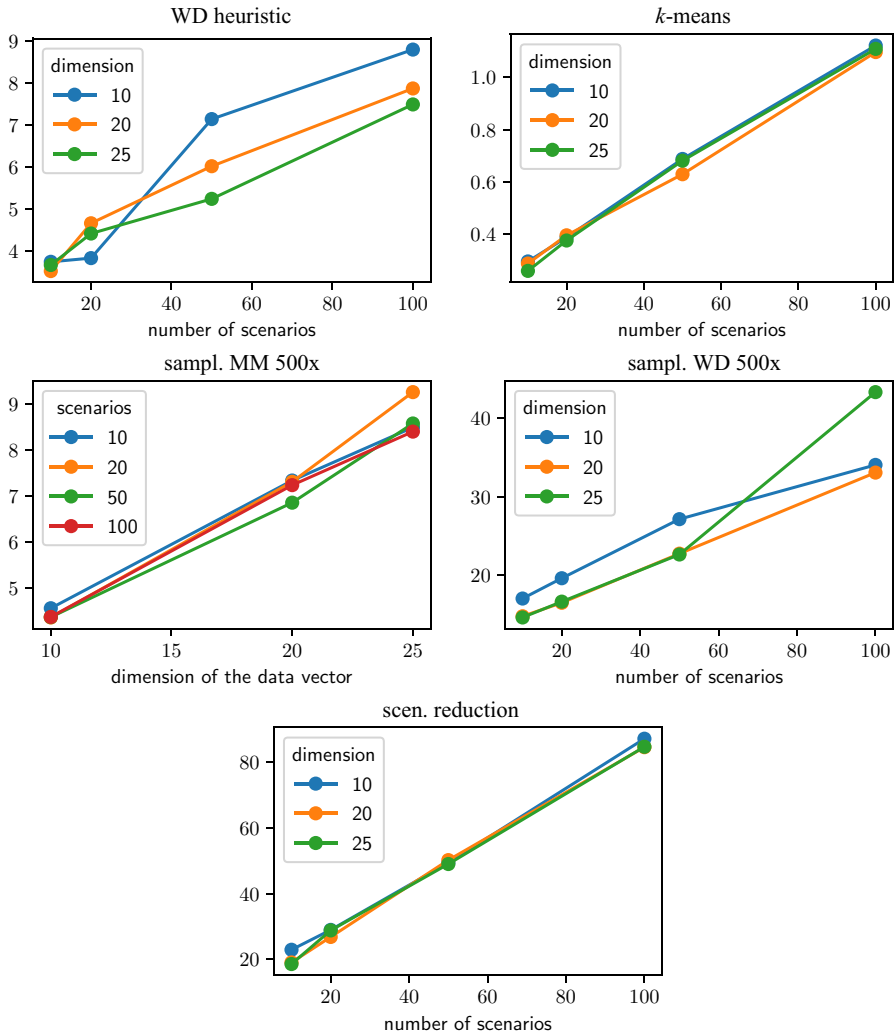 WD heuristic
9
8
7
6
5
4
dimension
10
20
25
20 40 60 80 100
number of scenarios
k-means
1.0
0.8
0.6
0.4
dimension
10
20
25
20 40 60 80 100
number of scenarios
sampl. MM 500x
9
8
7
6
5
scenarios
10
20
50
100
10 15 20 25
dimension of the data vector
sampl. WD 500x
40
30
20
dimension
10
20
25
20 40 60 80 100
number of scenarios
scen. reduction
80
60
40
20
dimension
10
20
25
20 40 60 80 100
number of scenarios